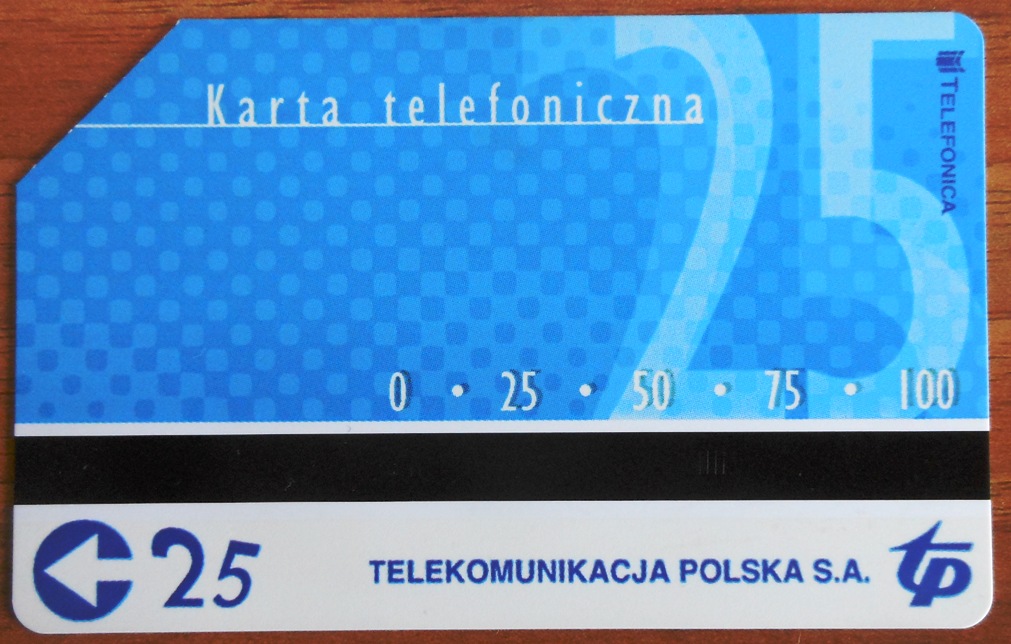 25
Karta telefoniczna
TELEFONICA
0 • 25 • 50 • 75 • 100
25
TELEKOMUNIKACJA POLSKA S.A.
tp